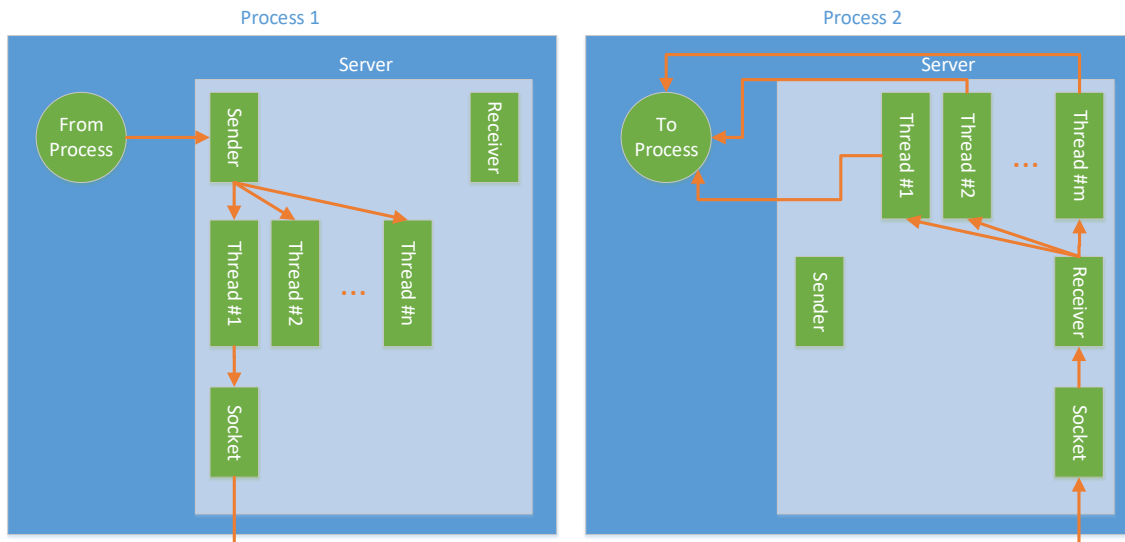 Process 1
Server
From
Process
Sender
Receiver
Thread #1
Thread #2
...
Thread #n
Socket
Process 2
Server
To
Process
Thread #1
Thread #2
...
Thread #m
Sender
Receiver
Socket